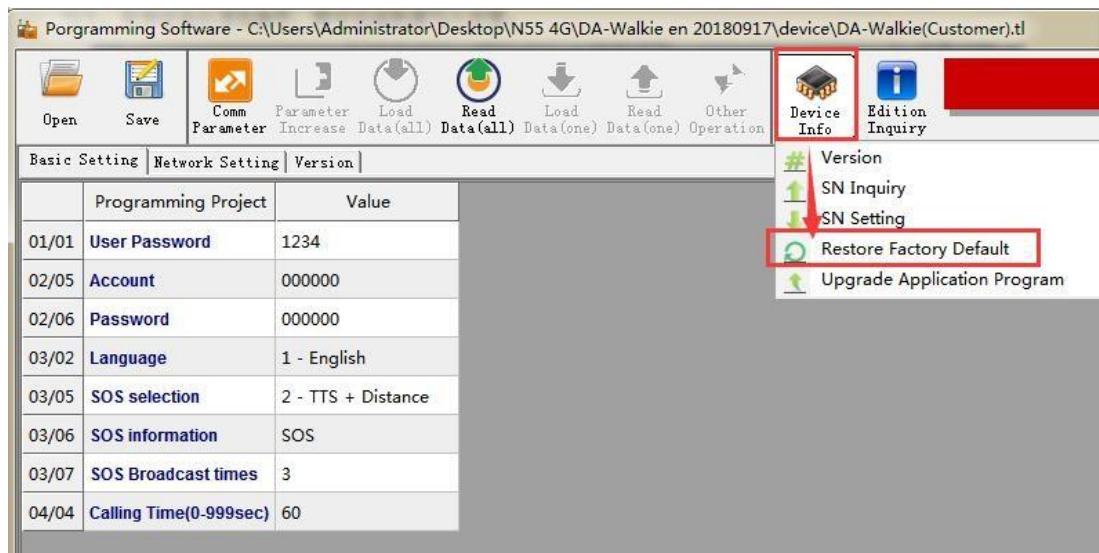 Porgramming Software - C:\Users\Administrator\Desktop\N55 4G\DA-Walkie en 20180917\device\DA-Walkie(Customer).tl
Open
Save
Comm Parameter
Parameter Increase
Load Data(all)
Read Data(all)
Load Data(one)
Read Data(one)
Other Operation
Device Info
Edition Inquiry
Basic Setting Network Setting Version
Version
SN Inquiry
SN Setting
Restore Factory Default
Upgrade Application Program
Programming Project Value
01/01 User Password 1234
02/05 Account 000000
02/06 Password 000000
03/02 Language 1 - English
03/05 SOS selection 2 - TTS + Distance
03/06 SOS information SOS
03/07 SOS Broadcast times 3
04/04 Calling Time(0-999sec) 60